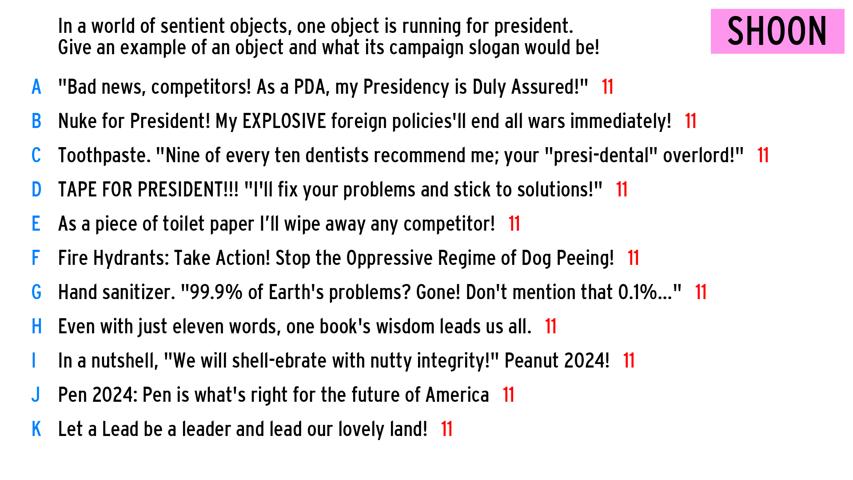 In a world of sentient objects, one object is running for president.
Give an example of an object and what its campaign slogan would be!
SHOON
A "Bad news, competitors! As a PDA, my Presidency is Duly Assured!" 11
B Nuke for President! My EXPLOSIVE foreign policies'll end all wars immediately! 11
C Toothpaste. "Nine of every ten dentists recommend me; your "presi-dental" overlord!" 11
D TAPE FOR PRESIDENT!!! "I'll fix your problems and stick to solutions!" 11
E As a piece of toilet paper I'll wipe away any competitor! 11
F Fire Hydrants: Take Action! Stop the Oppressive Regime of Dog Peeing! 11
G Hand sanitizer. "99.9% of Earth's problems? Gone! Don't mention that 0.1%..." 11
H Even with just eleven words, one book's wisdom leads us all. 11
I In a nutshell, "We will shell-ebrate with nutty integrity!" Peanut 2024! 11
J Pen 2024: Pen is what's right for the future of America 11
K Let a Lead be a leader and lead our lovely land! 11